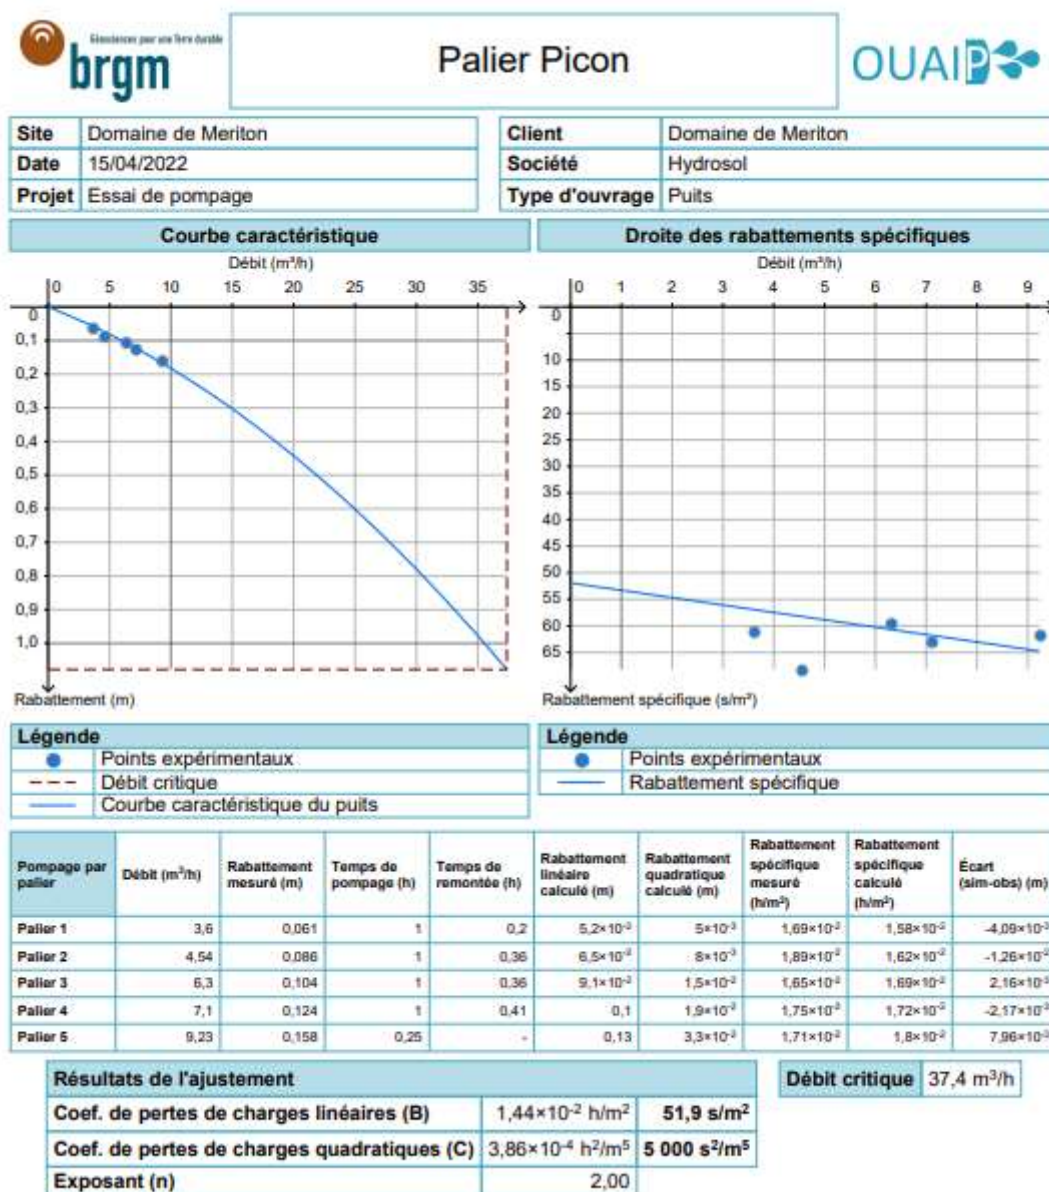 Géosciences pour une Terre durable
brgm
Palier Picon
OUAIP
Site Domaine de Meriton
Date 15/04/2022
Projet Essai de pompage
Client Domaine de Meriton
Société Hydrosol
Type d'ouvrage Puits
Courbe caractéristique
Débit (m³/h)
0 5 10 15 20 25 30 35
0
0,1
0,2
0,3
0,4
0,5
0,6
0,7
0,8
0,9
1,0
Rabattement (m)
Droite des rabattements spécifiques
Débit (m³/h)
0 1 2 3 4 5 6 7 8 9
0
10
15
20
25
30
35
40
45
50
55
60
65
Rabattement spécifique (s/m²)
Légende
Points expérimentaux
Débit critique
Courbe caractéristique du puits
Légende
Points expérimentaux
Rabattement spécifique
Pompage par palier Débit (m³/h) Rabattement mesuré (m) Temps de pompage (h) Temps de remontée (h) Rabattement linéaire calculé (m) Rabattement quadratique calculé (m) Rabattement spécifique mesuré (h/m²) Rabattement spécifique calculé (h/m²) Écart (sim-obs) (m)
Palier 1 3,6 0,061 1 0,2 5,2×10⁻² 5×10⁻³ 1,69×10⁻² 1,58×10⁻² -4,09×10⁻³
Palier 2 4,54 0,086 1 0,36 6,5×10⁻² 8×10⁻³ 1,89×10⁻² 1,62×10⁻² -1,26×10⁻²
Palier 3 6,3 0,104 1 0,36 9,1×10⁻² 1,5×10⁻² 1,65×10⁻² 1,69×10⁻² 2,16×10⁻³
Palier 4 7,1 0,124 1 0,41 0,1 1,9×10⁻² 1,75×10⁻² 1,72×10⁻² -2,17×10⁻³
Palier 5 9,23 0,158 0,25 - 0,13 3,3×10⁻² 1,71×10⁻² 1,8×10⁻² 7,96×10⁻³
Résultats de l'ajustement
Coef. de pertes de charges linéaires (B) 1,44×10⁻² h/m² 51,9 s/m²
Coef. de pertes de charges quadratiques (C) 3,86×10⁻⁴ h²/m⁵ 5 000 s²/m⁵
Exposant (n) 2,00
Débit critique 37,4 m³/h